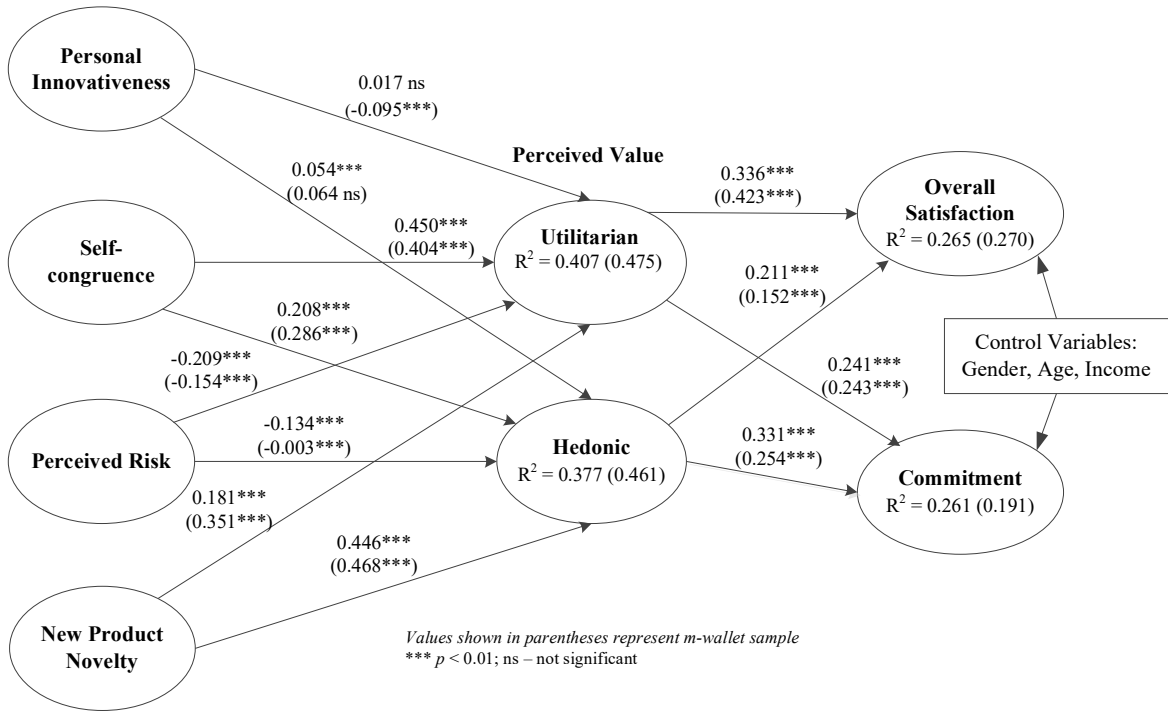 Personal
Innovativeness
0.017 ns
(-0.095***)
Perceived Value
0.054***
(0.064 ns)
0.336***
(0.423***)
Overall
Satisfaction
R² = 0.265 (0.270)
Self-
congruence
0.450***
(0.404***)
Utilitarian
R² = 0.407 (0.475)
0.211***
(0.152***)
0.208***
(0.286***)
Control Variables:
Gender, Age, Income
-0.209***
(-0.154***)
0.241***
(0.243***)
Perceived Risk
-0.134***
(-0.003***)
Hedonic
R² = 0.377 (0.461)
0.331***
(0.254***)
Commitment
R² = 0.261 (0.191)
0.181***
(0.351***)
0.446***
(0.468***)
New Product
Novelty
Values shown in parentheses represent m-wallet sample
*** p < 0.01; ns – not significant